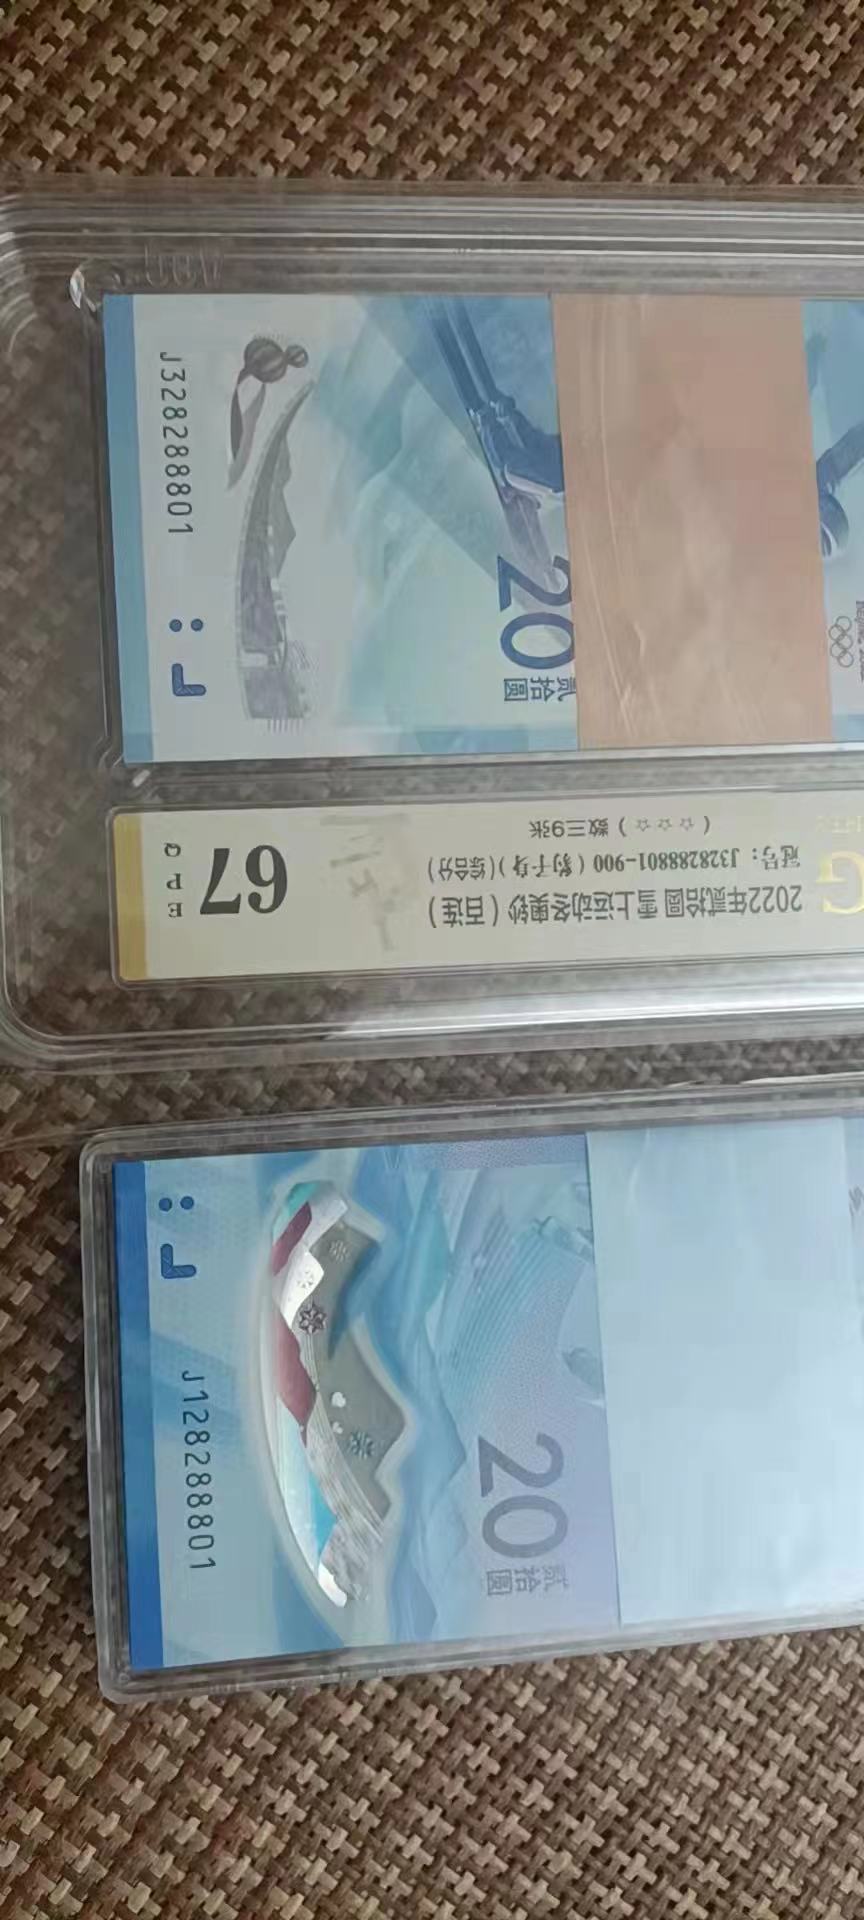 J328288801
20
贰拾圆
2022年贰拾圆 雪上运动冬奥钞（百连）
冠号：J328288801-900（豹子身）(综合分)
（☆☆☆）数三9张
67
E P Q
J128288801
20
贰拾圆